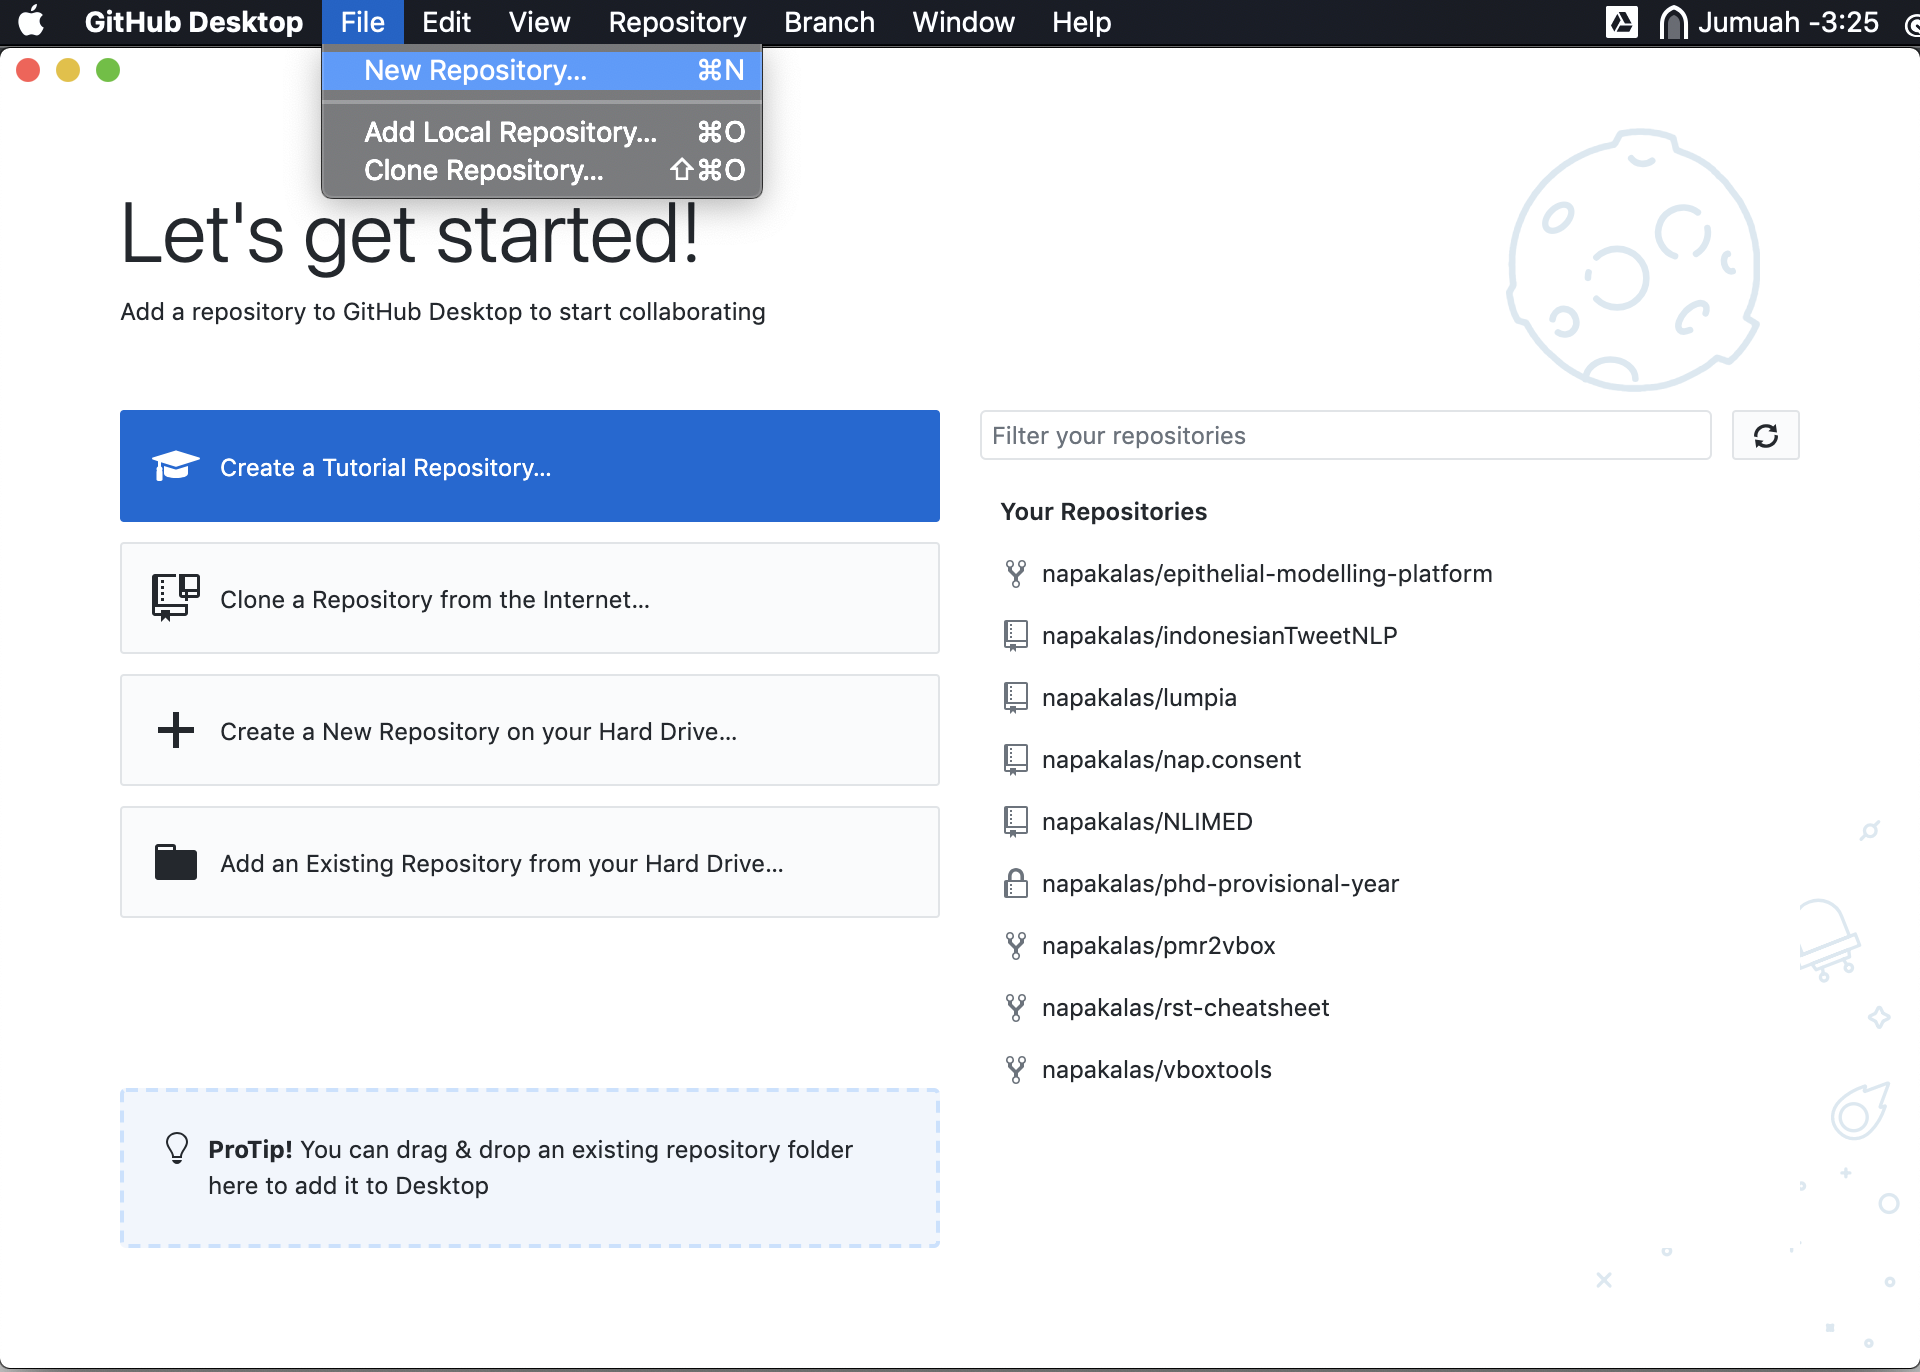 GitHub Desktop File Edit View Repository Branch Window Help Jumuah -3:25
New Repository... ⌘N
Add Local Repository... ⌘O
Clone Repository... ⇧⌘O
Let's get started!
Add a repository to GitHub Desktop to start collaborating
Create a Tutorial Repository...
Clone a Repository from the Internet...
Create a New Repository on your Hard Drive...
Add an Existing Repository from your Hard Drive...
ProTip! You can drag & drop an existing repository folder
here to add it to Desktop
Filter your repositories
Your Repositories
napakalas/epithelial-modelling-platform
napakalas/indonesianTweetNLP
napakalas/lumpia
napakalas/nap.consent
napakalas/NLIMED
napakalas/phd-provisional-year
napakalas/pmr2vbox
napakalas/rst-cheatsheet
napakalas/vboxtools